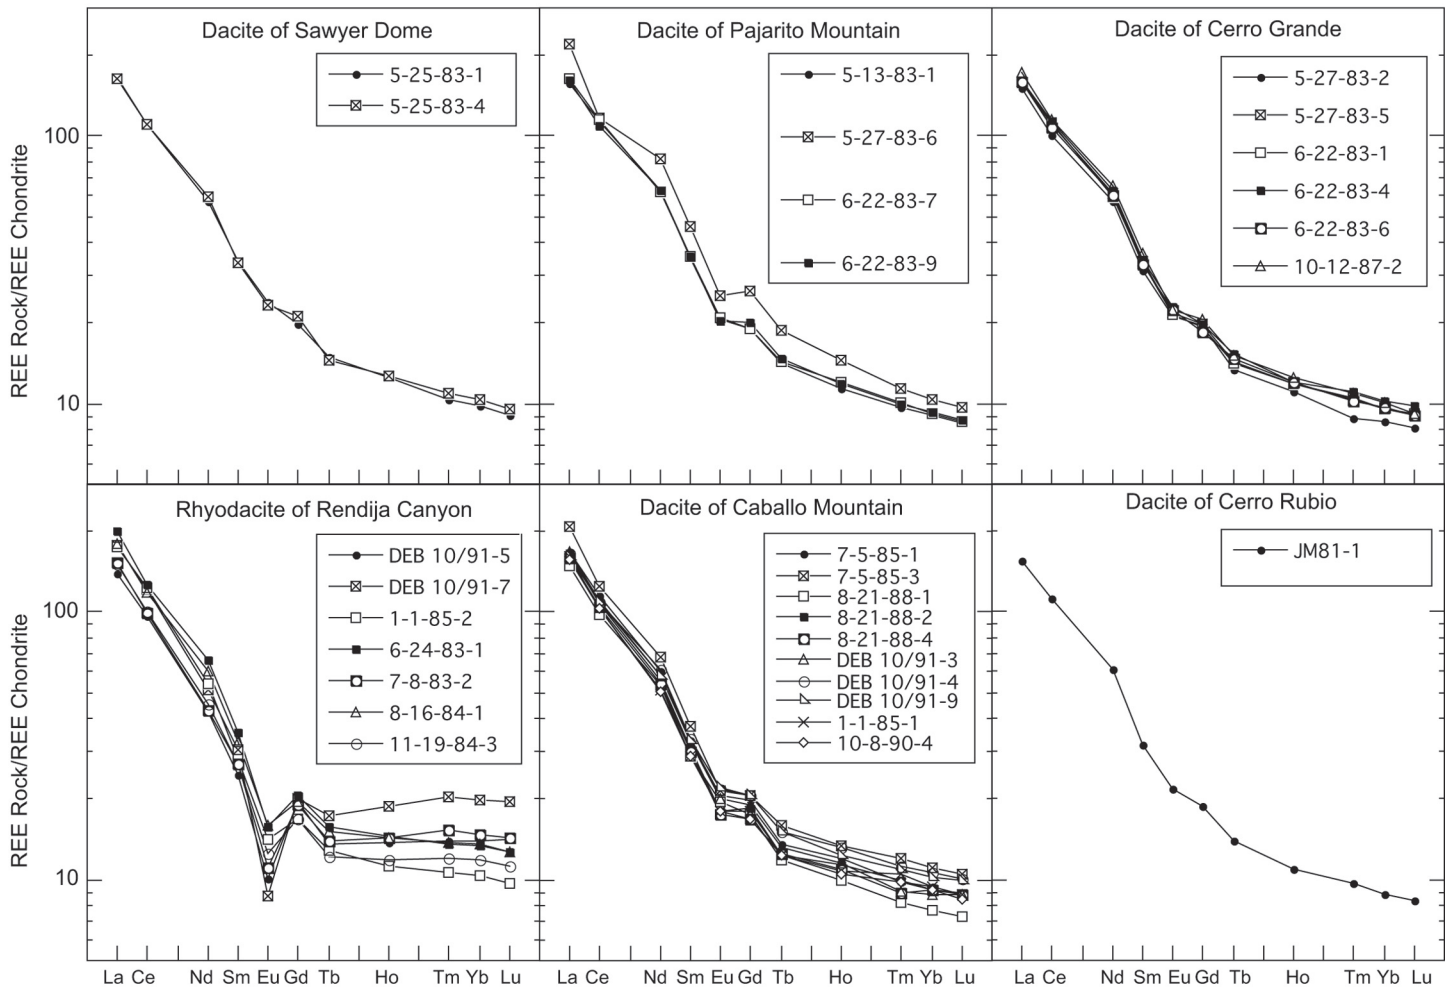 Dacite of Sawyer Dome
5-25-83-1
5-25-83-4
Dacite of Pajarito Mountain
5-13-83-1
5-27-83-6
6-22-83-7
6-22-83-9
Dacite of Cerro Grande
5-27-83-2
5-27-83-5
6-22-83-1
6-22-83-4
6-22-83-6
10-12-87-2
REE Rock/REE Chondrite
100
10
Rhyodacite of Rendija Canyon
DEB 10/91-5
DEB 10/91-7
1-1-85-2
6-24-83-1
7-8-83-2
8-16-84-1
11-19-84-3
Dacite of Caballo Mountain
7-5-85-1
7-5-85-3
8-21-88-1
8-21-88-2
8-21-88-4
DEB 10/91-3
DEB 10/91-4
DEB 10/91-9
1-1-85-1
10-8-90-4
Dacite of Cerro Rubio
JM81-1
REE Rock/REE Chondrite
100
10
La Ce Nd Sm Eu Gd Tb Ho Tm Yb Lu
La Ce Nd Sm Eu Gd Tb Ho Tm Yb Lu
La Ce Nd Sm Eu Gd Tb Ho Tm Yb Lu